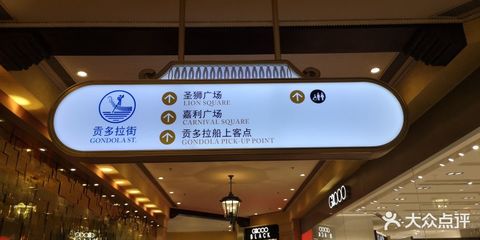 圣狮广场
LION SQUARE
嘉利广场
CARNIVAL SQUARE
贡多拉船上客点
GONDOLA PICK-UP POINT
贡多拉街
GONDOLA ST.
BLACK
大众点评